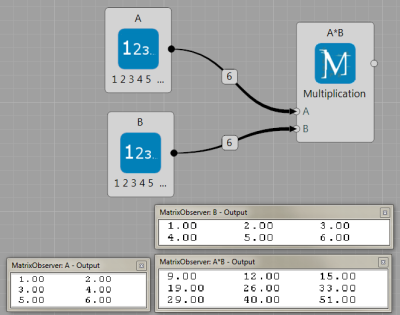 A
123...
1 2 3 4 5 ...
6
A*B
M
Multiplication
A
B
B
123...
1 2 3 4 5 ...
6
MatrixObserver: B - Output
1.00 2.00 3.00
4.00 5.00 6.00
MatrixObserver: A - Output
1.00 2.00
3.00 4.00
5.00 6.00
MatrixObserver: A*B - Output
9.00 12.00 15.00
19.00 26.00 33.00
29.00 40.00 51.00